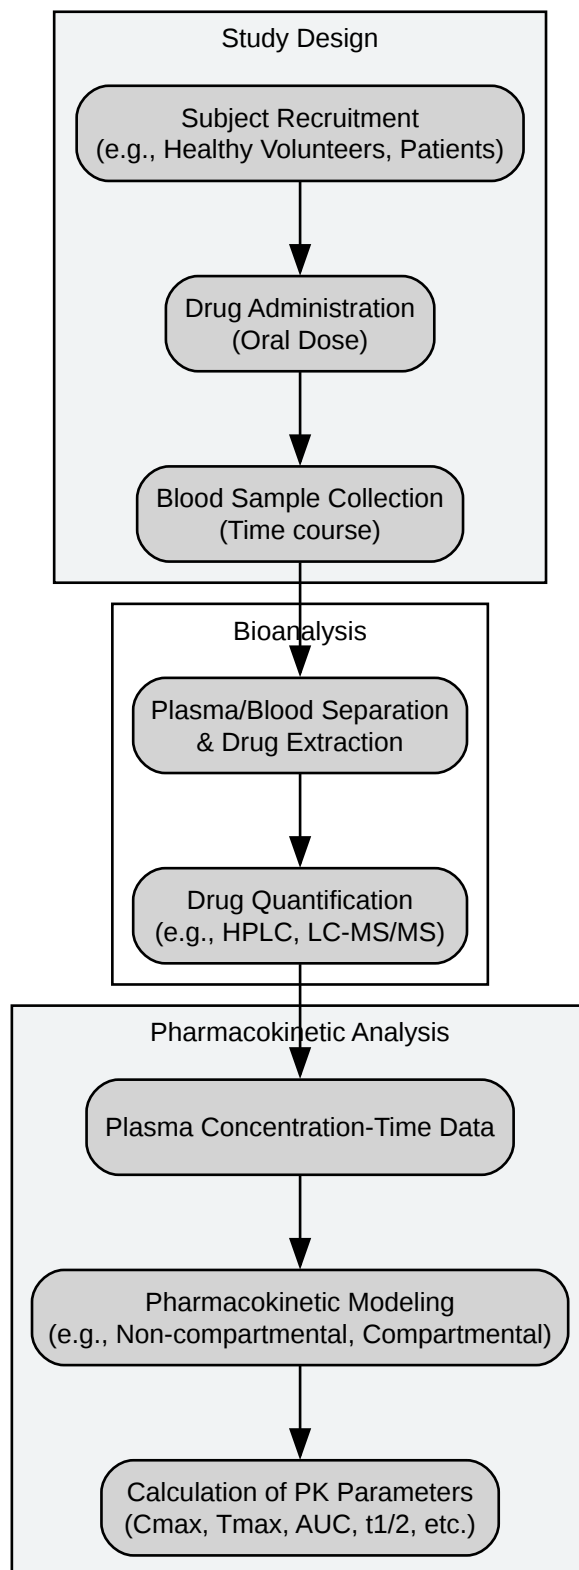 Study Design
Subject Recruitment
(e.g., Healthy Volunteers, Patients)
Drug Administration
(Oral Dose)
Blood Sample Collection
(Time course)
Bioanalysis
Plasma/Blood Separation
& Drug Extraction
Drug Quantification
(e.g., HPLC, LC-MS/MS)
Pharmacokinetic Analysis
Plasma Concentration-Time Data
Pharmacokinetic Modeling
(e.g., Non-compartmental, Compartmental)
Calculation of PK Parameters
(Cmax, Tmax, AUC, t1/2, etc.)